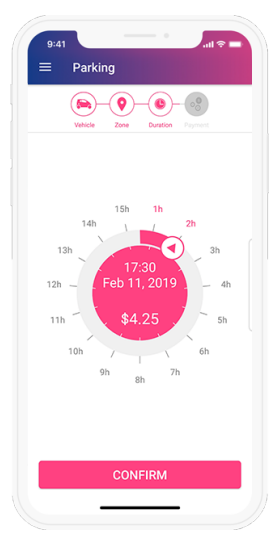 9:41
Parking
Vehicle
Zone
Duration
Payment
15h
1h
14h
2h
13h
3h
12h
4h
11h
5h
10h
6h
9h
7h
8h
17:30
Feb 11, 2019
$4.25
CONFIRM